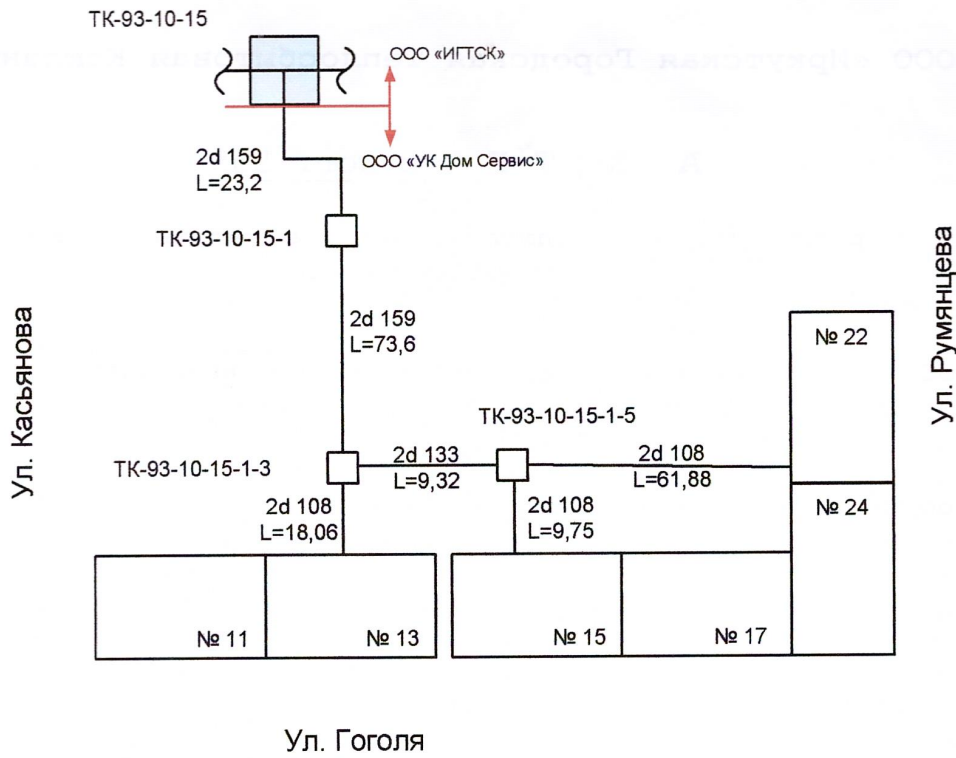 ТК-93-10-15
ООО «ИГТСК»
ООО «УК Дом Сервис»
2d 159
L=23,2
ТК-93-10-15-1
2d 159
L=73,6
Ул. Касьянова
Ул. Румянцева
№ 22
ТК-93-10-15-1-5
ТК-93-10-15-1-3
2d 133
L=9,32
2d 108
L=61,88
2d 108
L=18,06
2d 108
L=9,75
№ 24
№ 11
№ 13
№ 15
№ 17
Ул. Гоголя